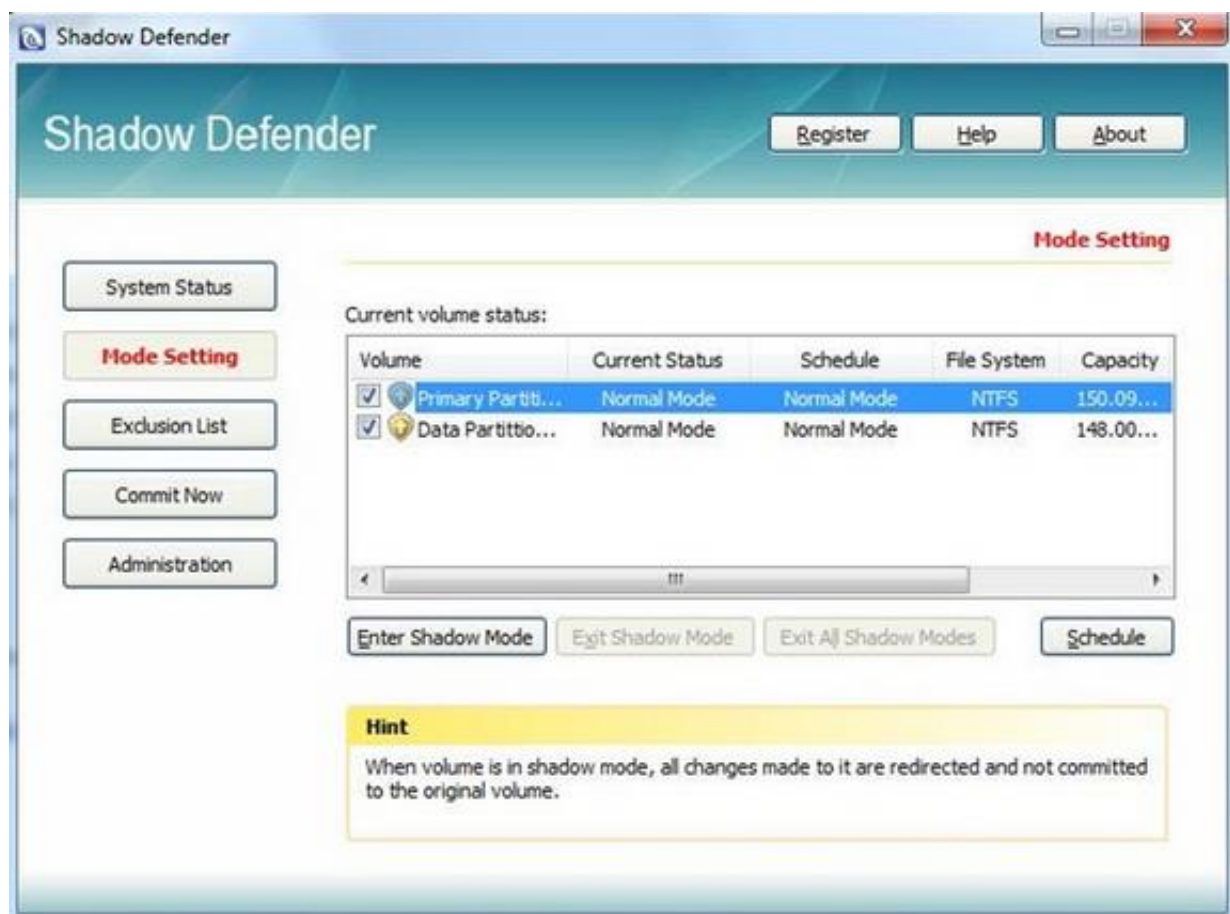 Shadow Defender
Shadow Defender
Register Help About
Mode Setting
System Status
Mode Setting
Exclusion List
Commit Now
Administration
Current volume status:
Volume Current Status Schedule File System Capacity
Primary Partiti... Normal Mode Normal Mode NTFS 150.09...
Data Partittio... Normal Mode Normal Mode NTFS 148.00...
Enter Shadow Mode Exit Shadow Mode Exit All Shadow Modes Schedule
Hint
When volume is in shadow mode, all changes made to it are redirected and not committed
to the original volume.